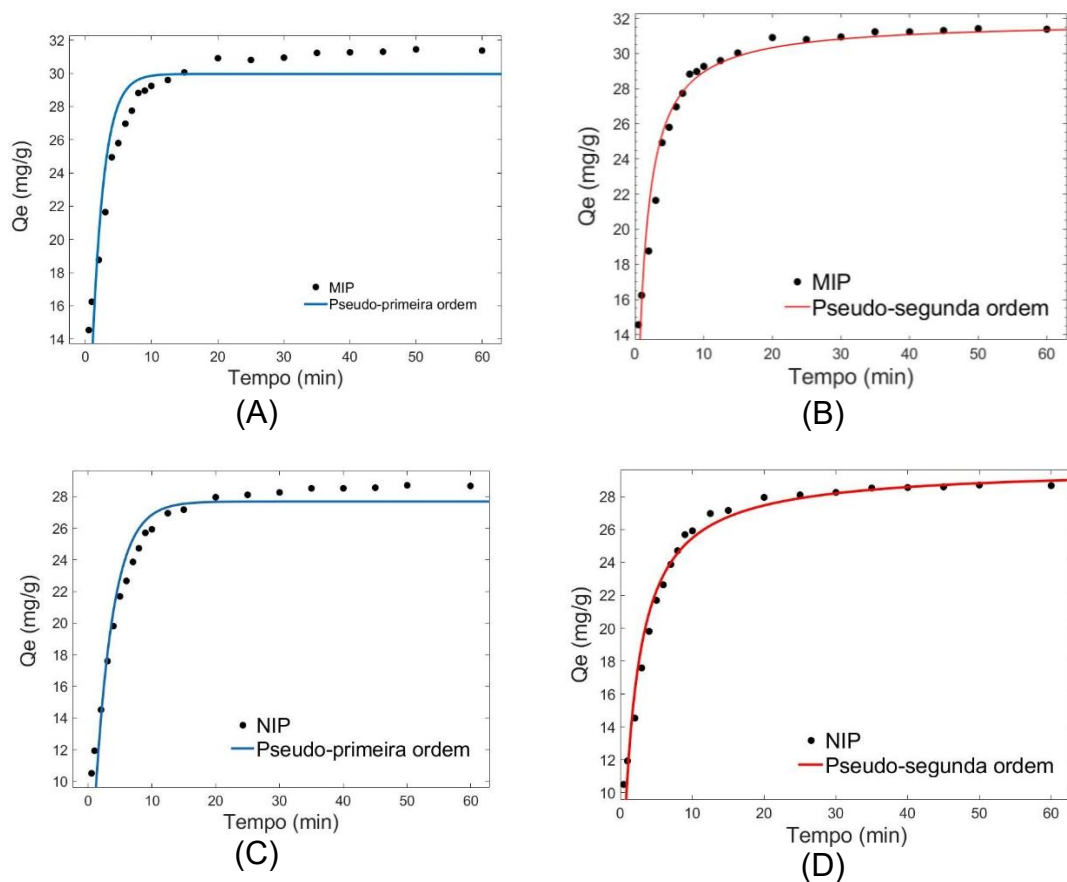 32
30
28
26
24
22
20
18
16
14
Qe (mg/g)
MIP
Pseudo-primeira ordem
0 10 20 30 40 50 60
Tempo (min)
(A)
32
30
28
26
24
22
20
18
16
14
Qe (mg/g)
MIP
Pseudo-segunda ordem
0 10 20 30 40 50 60
Tempo (min)
(B)
28
26
24
22
20
18
16
14
12
10
Qe (mg/g)
NIP
Pseudo-primeira ordem
0 10 20 30 40 50 60
Tempo (min)
(C)
30
28
26
24
22
20
18
16
14
12
10
Qe (mg/g)
NIP
Pseudo-segunda ordem
0 10 20 30 40 50 60
Tempo (min)
(D)